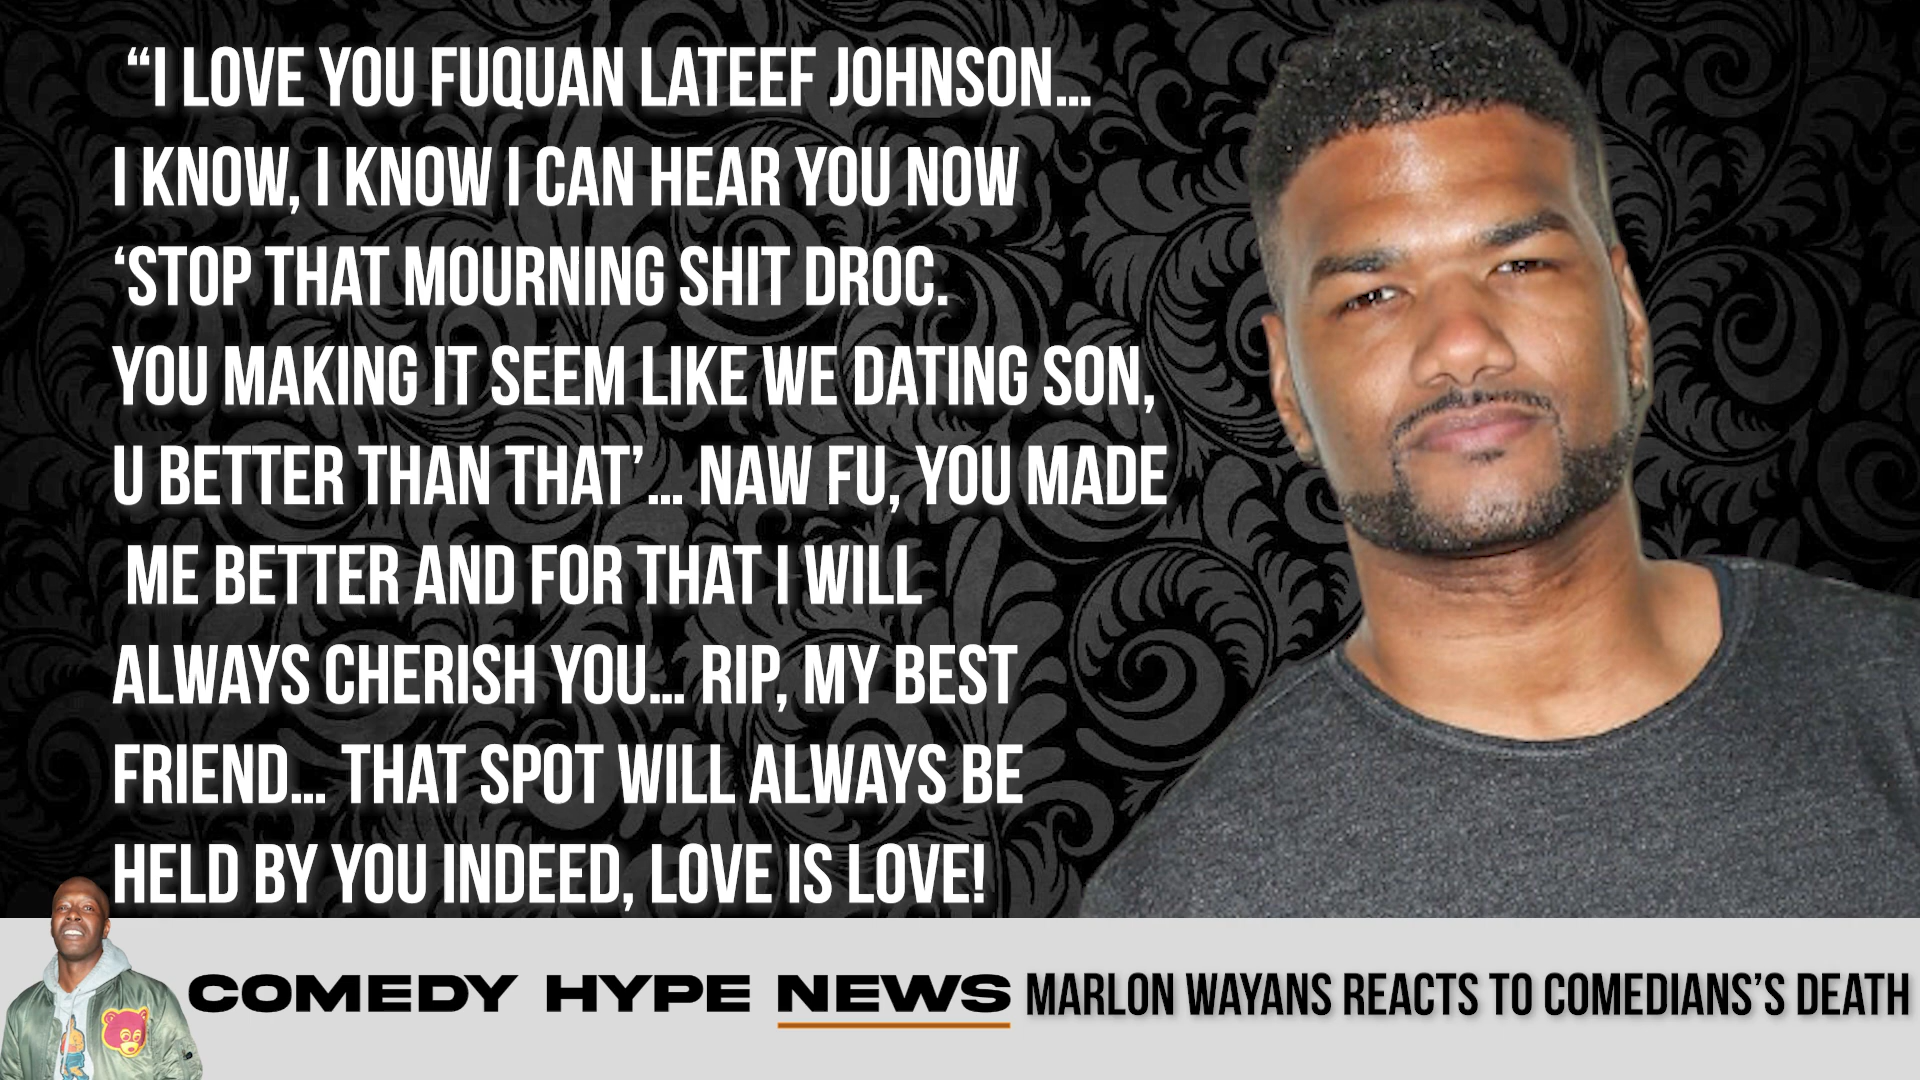 “I LOVE YOU FUQUAN LATEEF JOHNSON...
I KNOW, I KNOW I CAN HEAR YOU NOW
‘STOP THAT MOURNING SHIT DROC.
YOU MAKING IT SEEM LIKE WE DATING SON,
U BETTER THAN THAT’... NAW FU, YOU MADE
ME BETTER AND FOR THAT I WILL
ALWAYS CHERISH YOU... RIP, MY BEST
FRIEND... THAT SPOT WILL ALWAYS BE
HELD BY YOU INDEED, LOVE IS LOVE!
COMEDY HYPE NEWS MARLON WAYANS REACTS TO COMEDIANS’S DEATH